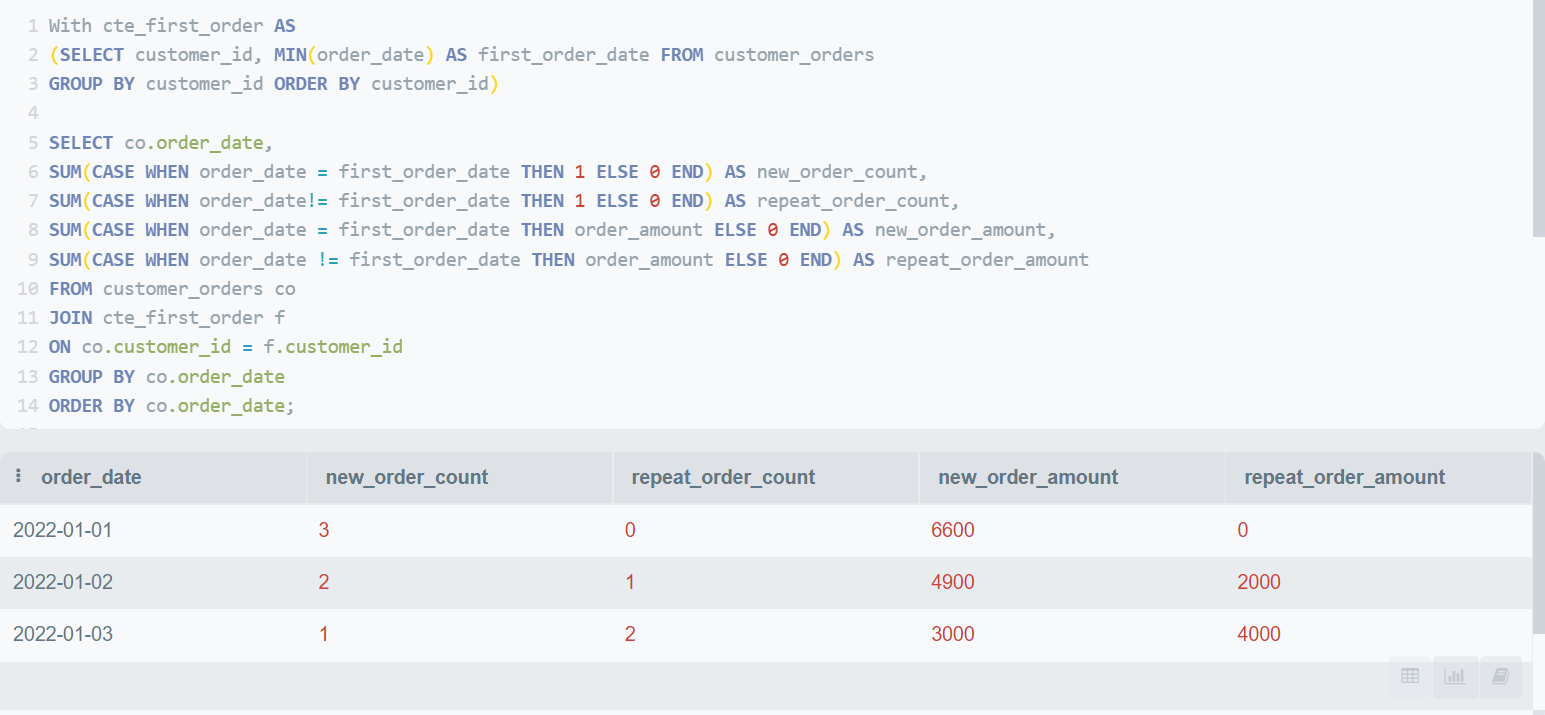 1 With cte_first_order AS
2 (SELECT customer_id, MIN(order_date) AS first_order_date FROM customer_orders
3 GROUP BY customer_id ORDER BY customer_id)
4
5 SELECT co.order_date,
6 SUM(CASE WHEN order_date = first_order_date THEN 1 ELSE 0 END) AS new_order_count,
7 SUM(CASE WHEN order_date!= first_order_date THEN 1 ELSE 0 END) AS repeat_order_count,
8 SUM(CASE WHEN order_date = first_order_date THEN order_amount ELSE 0 END) AS new_order_amount,
9 SUM(CASE WHEN order_date != first_order_date THEN order_amount ELSE 0 END) AS repeat_order_amount
10 FROM customer_orders co
11 JOIN cte_first_order f
12 ON co.customer_id = f.customer_id
13 GROUP BY co.order_date
14 ORDER BY co.order_date;
order_date new_order_count repeat_order_count new_order_amount repeat_order_amount
2022-01-01 3 0 6600 0
2022-01-02 2 1 4900 2000
2022-01-03 1 2 3000 4000